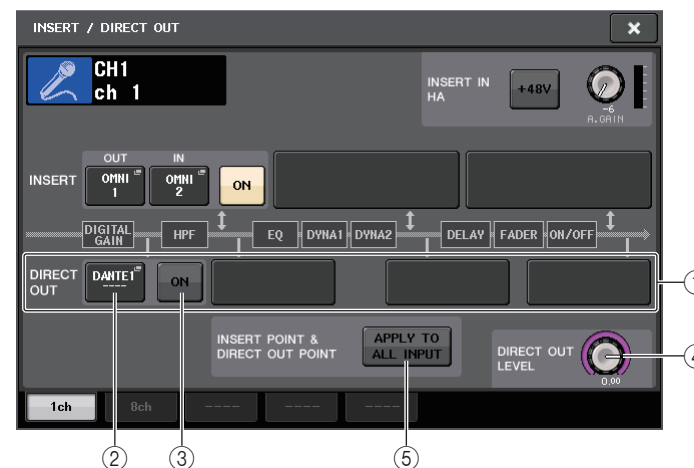 INSERT / DIRECT OUT
CH1
ch 1
INSERT IN
HA
+48V
-6
A.GAIN
INSERT
OUT
OMNI
1
IN
OMNI
2
ON
DIGITAL
GAIN
HPF
EQ
DYNA1
DYNA2
DELAY
FADER
ON/OFF
DIRECT
OUT
DANTE1
----
ON
①
INSERT POINT &
DIRECT OUT POINT
APPLY TO
ALL INPUT
DIRECT OUT
LEVEL
0.00
④
1ch
8ch
----
----
----
②
③
⑤